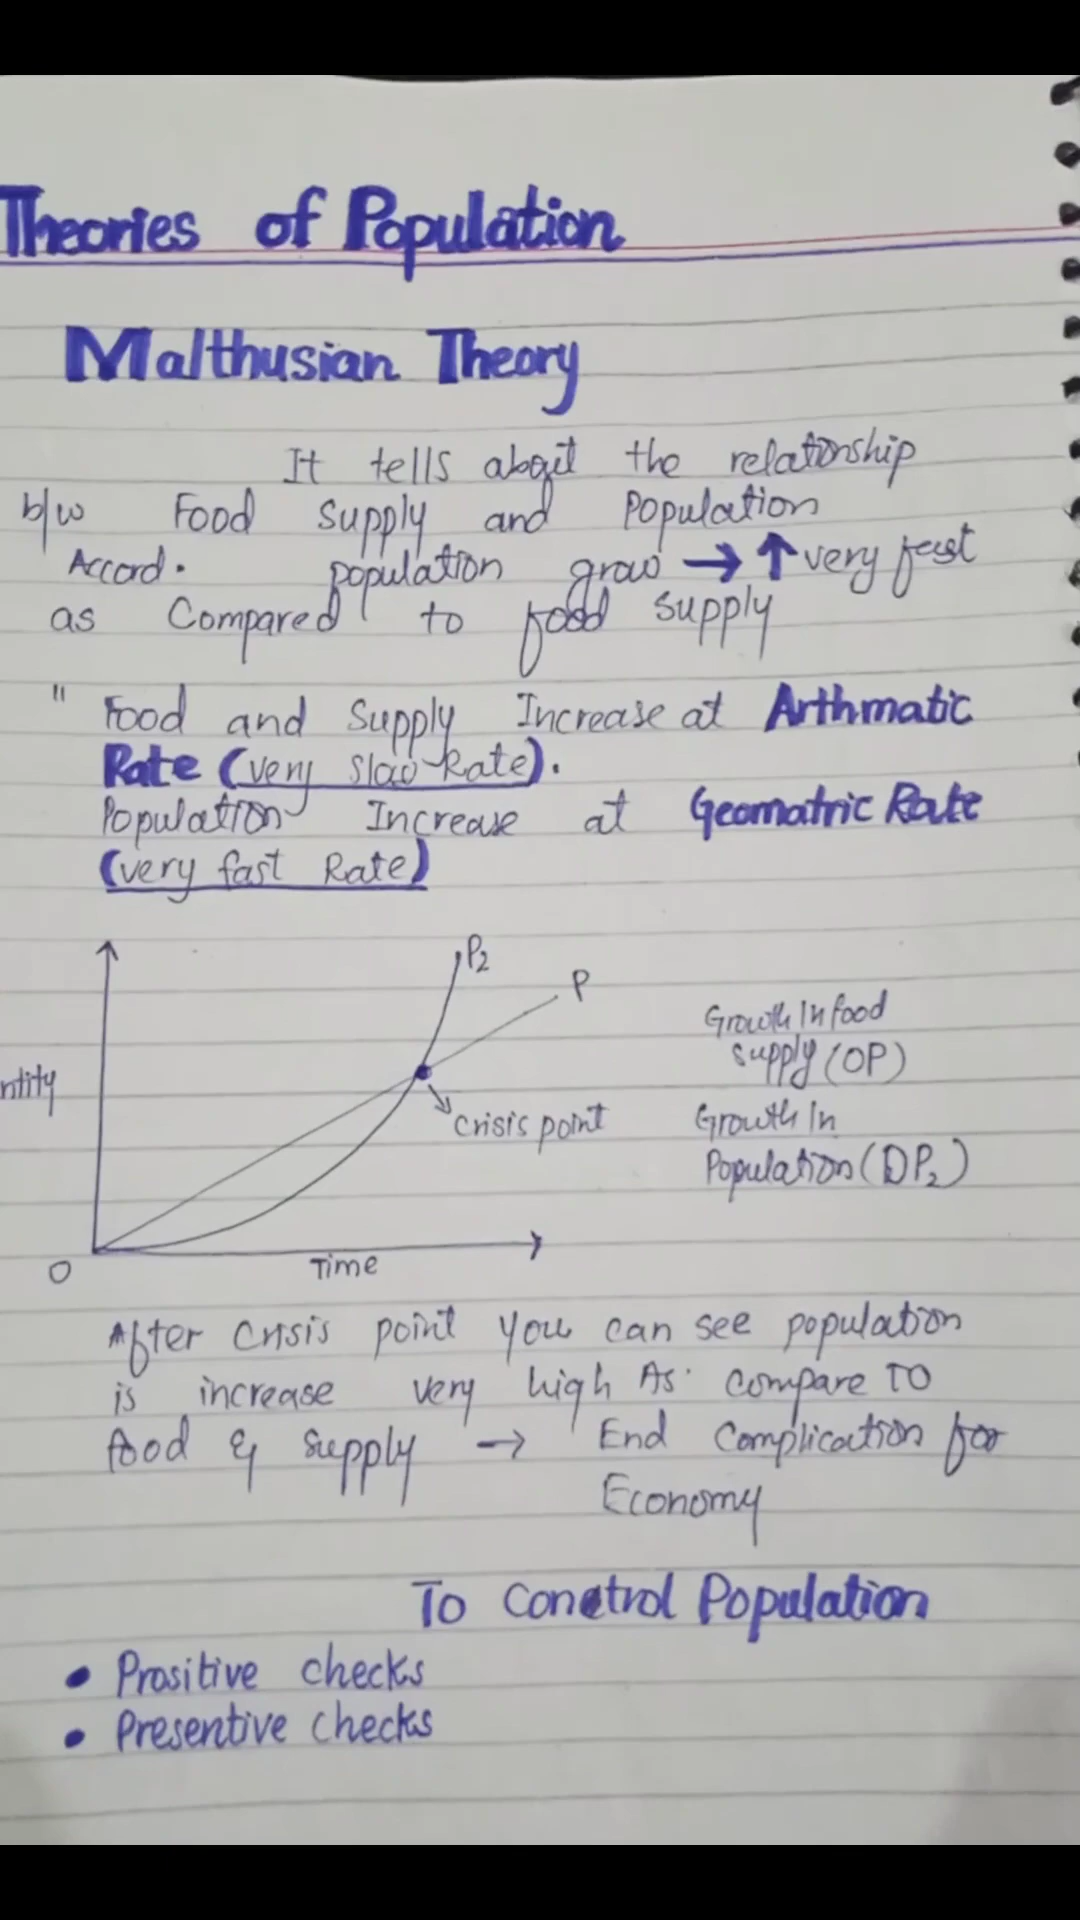 Theories of Population
Malthusian Theory
It tells about the relationship
b/w Food supply and Population
Accord. population grow → ↑ very fast
as Compared to food supply
" Food and supply Increase at Arthmatic
Rate (very slow Rate).
Population Increase at Geomatric Rate
(very fast Rate)
P2
P
Growth In food
supply (OP)
ntity
crisis point
Growth In
Population (DP2)
O
Time
After crisis point you can see population
is increase very high As compare To
food & supply → End Complication for
Economy
To Conetrol Population
• Prositive checks
• Presentive checks